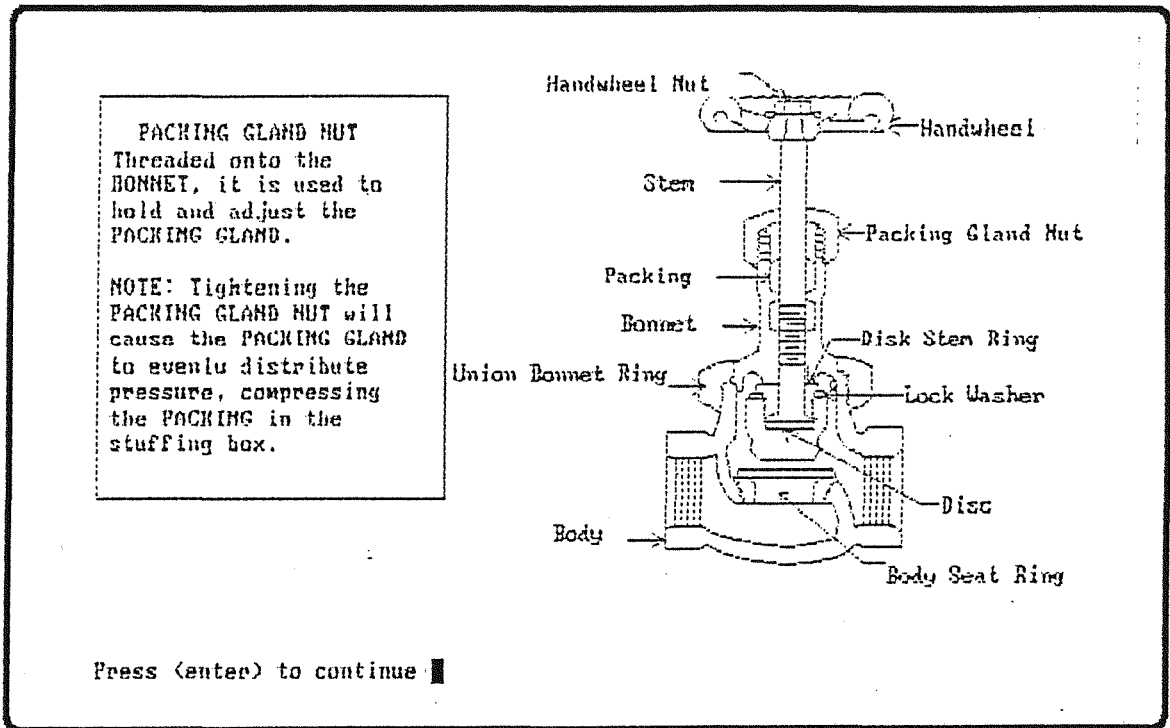 PACKING GLAND NUT
Threaded onto the
BONNET, it is used to
hold and adjust the
PACKING GLAND.
NOTE: Tightening the
PACKING GLAND NUT will
cause the PACKING GLAND
to evenly distribute
pressure, compressing
the PACKING in the
stuffing box.
Handwheel Nut
Handwheel
Stem
Packing Gland Nut
Packing
Bonnet
Disk Stem Ring
Union Bonnet Ring
Lock Washer
Disc
Body
Body Seat Ring
Press <enter> to continue